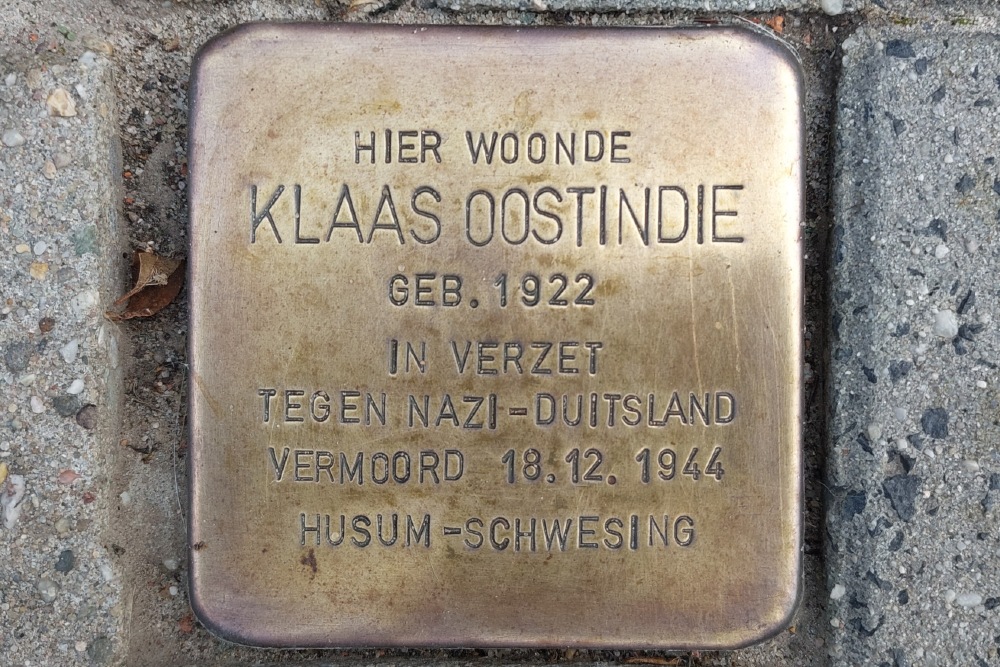 HIER WOONDE
KLAAS OOSTINDIE
GEB. 1922
IN VERZET
TEGEN NAZI-DUITSLAND
VERMOORD 18.12.1944
HUSUM-SCHWESING